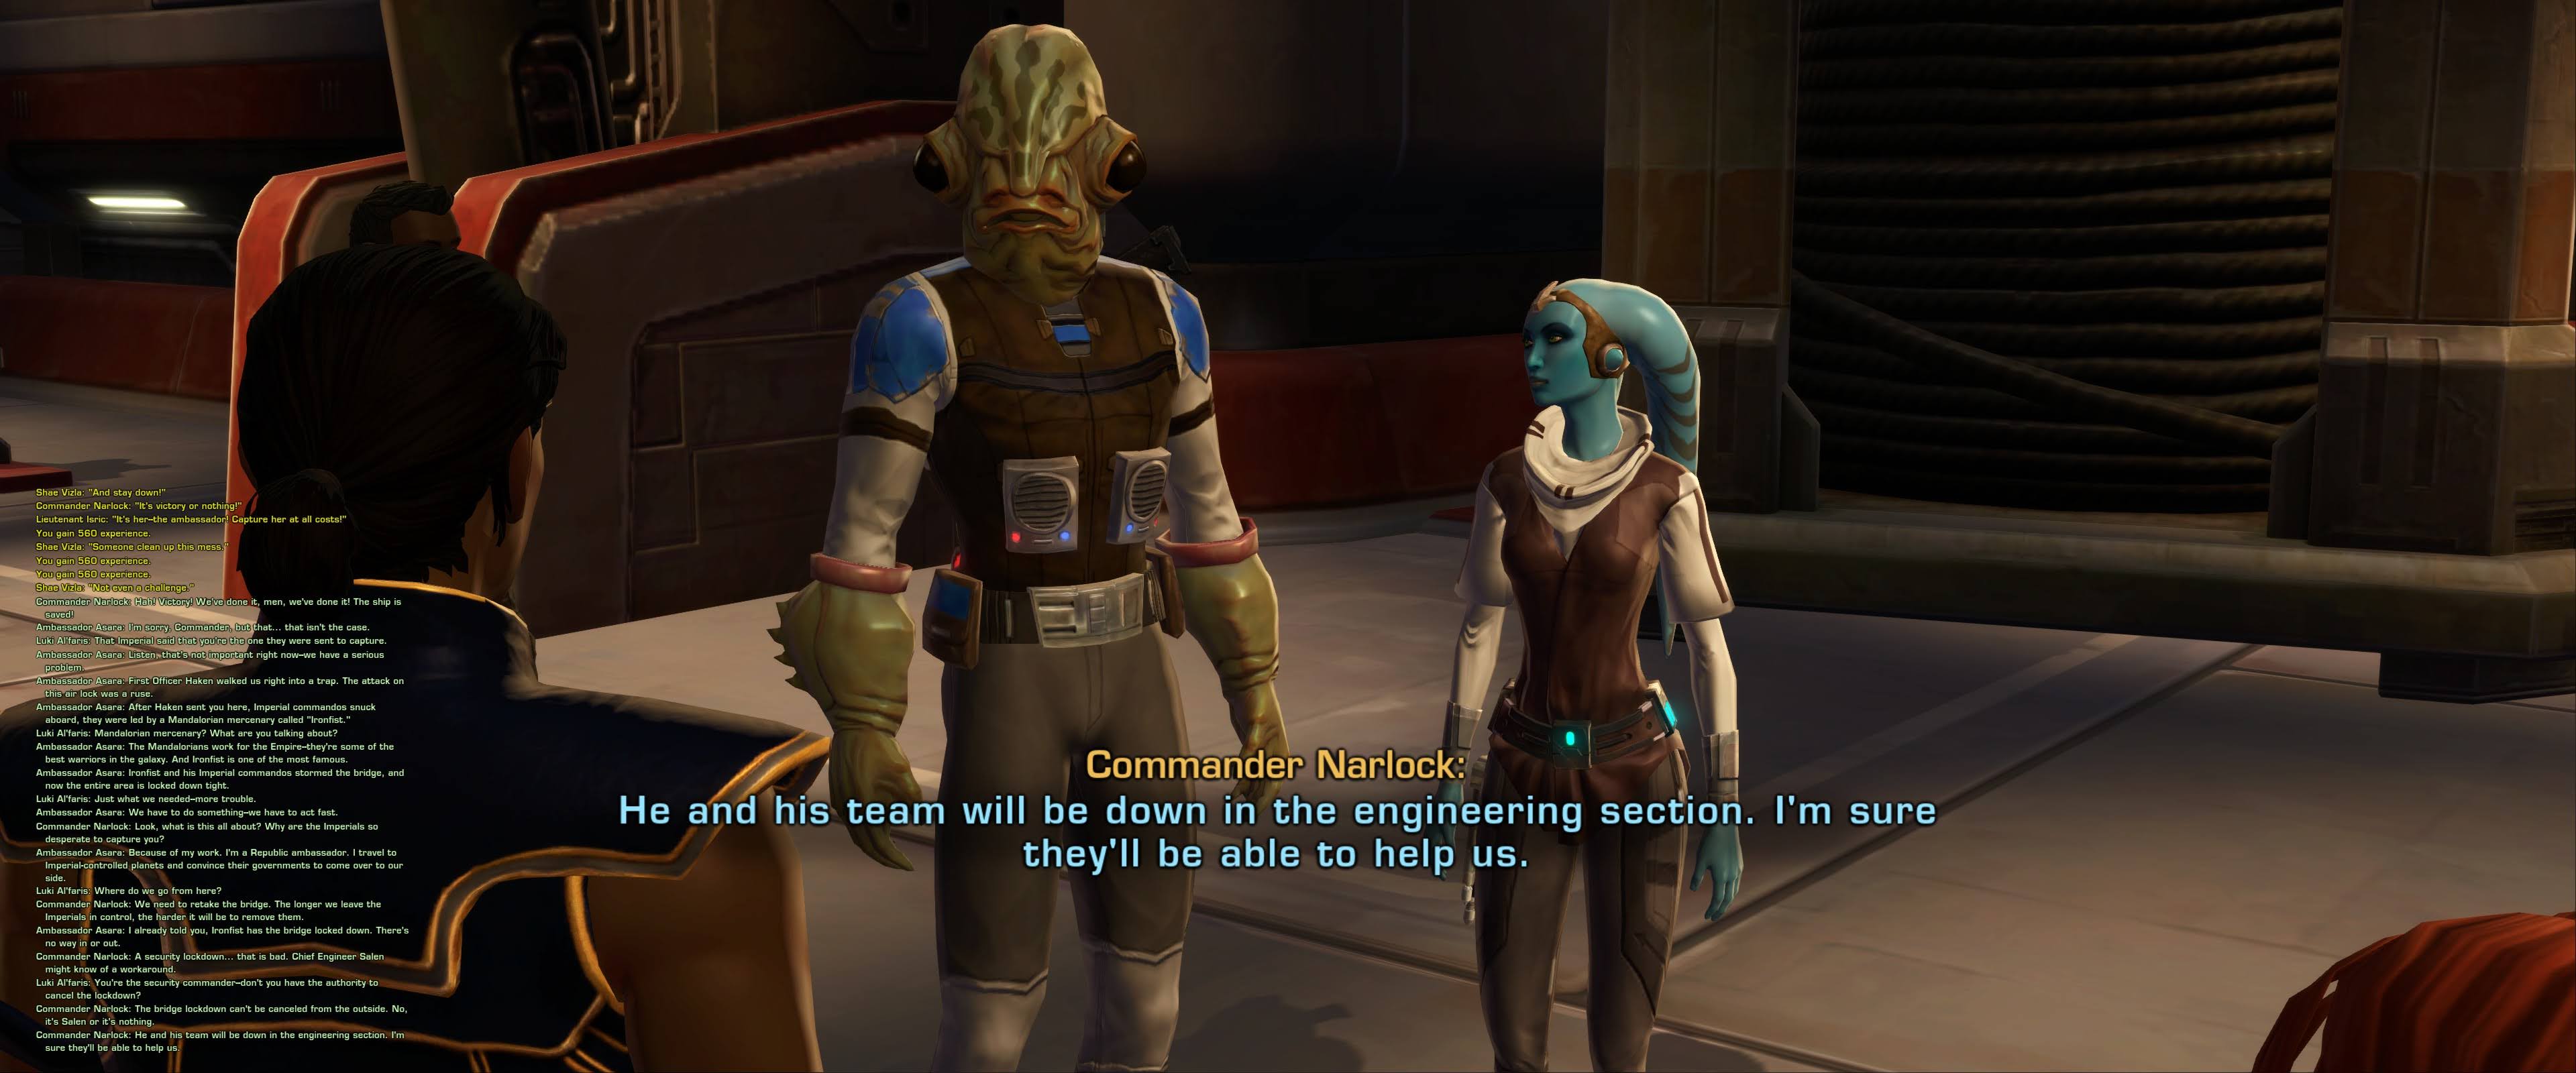 Shae Vizla: "And stay down!"
Commander Narlock: "It's victory or nothing!"
Lieutenant Isric: "It's her—the ambassador! Capture her at all costs!"
You gain 560 experience.
Shae Vizla: "Someone clean up this mess."
You gain 560 experience.
You gain 560 experience.
Shae Vizla: "Not even a challenge."
Commander Narlock: Hah! Victory! We've done it, men, we've done it! The ship is
saved!
Ambassador Asara: I'm sorry, Commander, but that... that isn't the case.
Luki Al'faris: That Imperial said that you're the one they were sent to capture.
Ambassador Asara: Listen, that's not important right now—we have a serious
problem.
Ambassador Asara: First Officer Haken walked us right into a trap. The attack on
this air lock was a ruse.
Ambassador Asara: After Haken sent you here, Imperial commandos snuck
aboard, they were led by a Mandalorian mercenary called "Ironfist."
Luki Al'faris: Mandalorian mercenary? What are you talking about?
Ambassador Asara: The Mandalorians work for the Empire—they're some of the
best warriors in the galaxy. And Ironfist is one of the most famous.
Ambassador Asara: Ironfist and his Imperial commandos stormed the bridge, and
now the entire area is locked down tight.
Luki Al'faris: Just what we needed—more trouble.
Ambassador Asara: We have to do something—we have to act fast.
Commander Narlock: Look, what is this all about? Why are the Imperials so
desperate to capture you?
Ambassador Asara: Because of my work. I'm a Republic ambassador. I travel to
Imperial-controlled planets and convince their governments to come over to our
side.
Luki Al'faris: Where do we go from here?
Commander Narlock: We need to retake the bridge. The longer we leave the
Imperials in control, the harder it will be to remove them.
Ambassador Asara: I already told you, Ironfist has the bridge locked down. There's
no way in or out.
Commander Narlock: A security lockdown... that is bad. Chief Engineer Salen
might know of a workaround.
Luki Al'faris: You're the security commander—don't you have the authority to
cancel the lockdown?
Commander Narlock: The bridge lockdown can't be canceled from the outside. No,
it's Salen or it's nothing.
Commander Narlock: He and his team will be down in the engineering section. I'm
sure they'll be able to help us.
Commander Narlock:
He and his team will be down in the engineering section. I'm sure
they'll be able to help us.